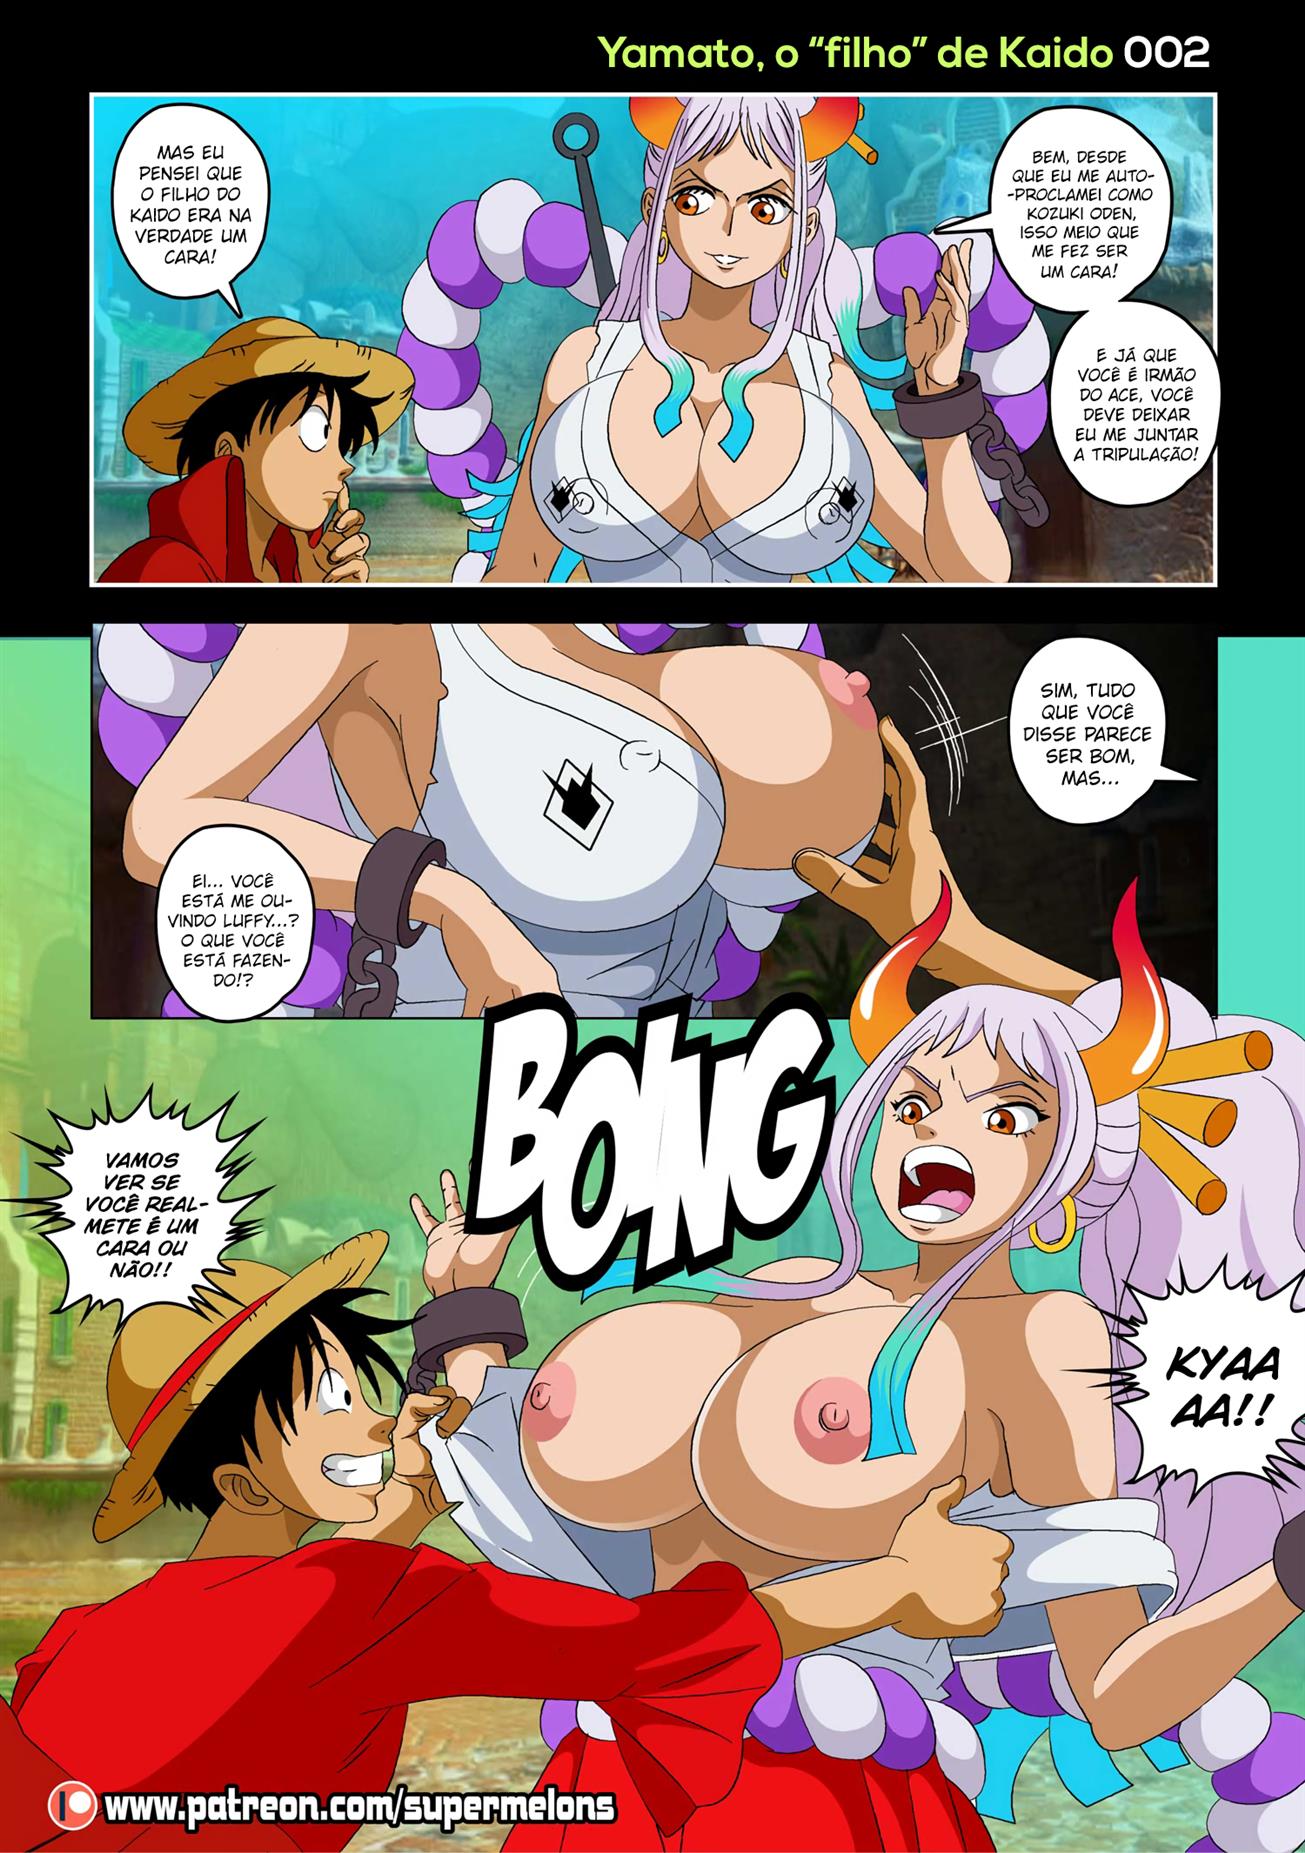 Yamato, o “filho” de Kaido 002
MAS EU
PENSEI QUE
O FILHO DO
KAIDO ERA NA
VERDADE UM
CARA!
BEM, DESDE
QUE EU ME AUTO-
-PROCLAMEI COMO
KOZUKI ODEN,
ISSO MEIO QUE
ME FEZ SER
UM CARA!
E JÁ QUE
VOCÊ É IRMÃO
DO ACE, VOCÊ
DEVE DEIXAR
EU ME JUNTAR
A TRIPULAÇÃO!
SIM, TUDO
QUE VOCÊ
DISSE PARECE
SER BOM,
MAS...
EI... VOCÊ
ESTÁ ME OU-
VINDO LUFFY...?
O QUE VOCÊ
ESTÁ FAZEN-
DO!?
BOING
VAMOS
VER SE
VOCÊ REAL-
METE É UM
CARA OU
NÃO!!
KYAA
AA!!
www.patreon.com/supermelons